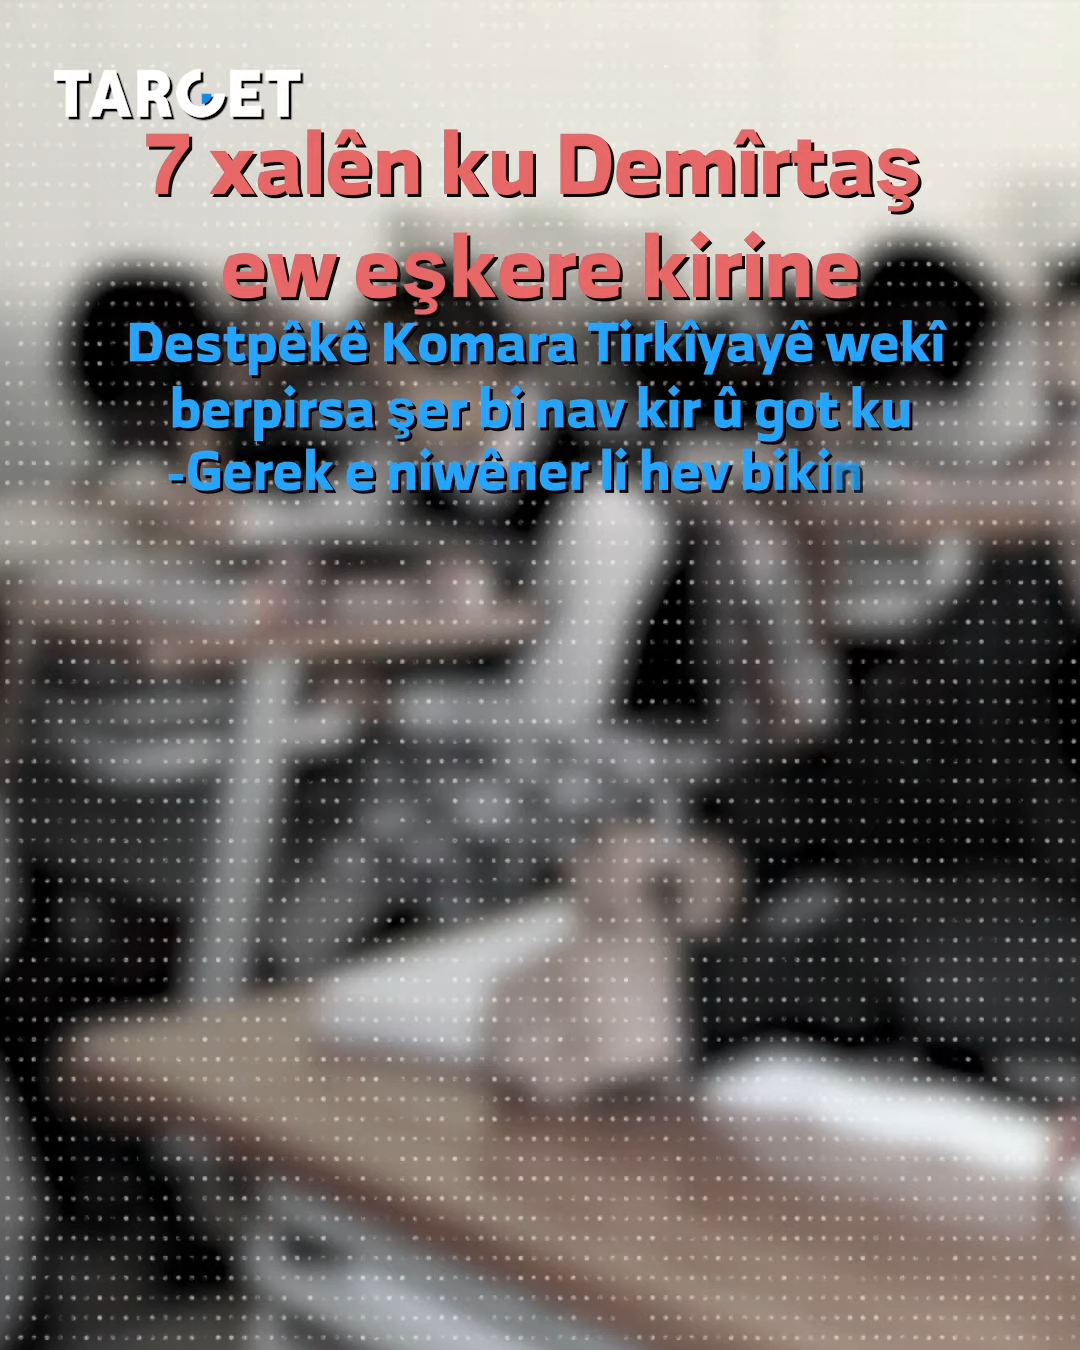 TARGET
7 xalên ku Demîrtaş
ew eşkere kirine
Destpêkê Komara Tirkîyayê wekî
berpirsa şer bi nav kir û got ku
-Gerek e niwêner li hev bikin